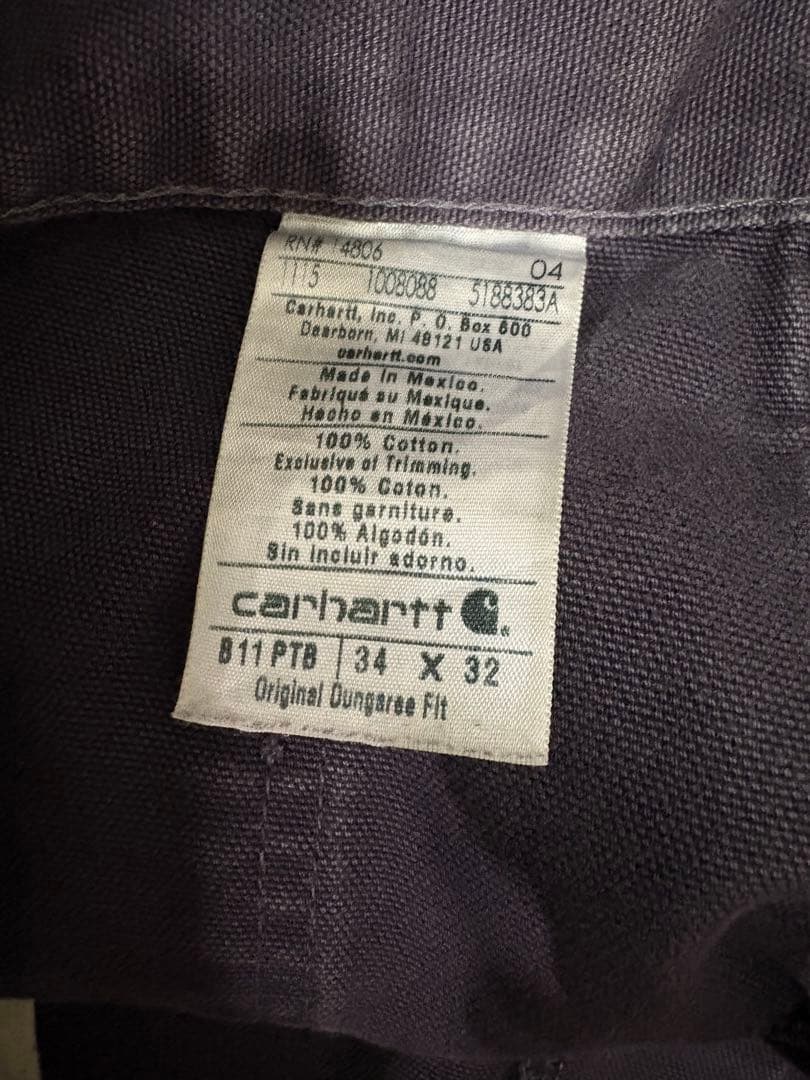 RN# 14806 04
1115 1008088 5188383A
Carhartt, Inc. P. O. Box 600
Dearborn, MI 48121 USA
carhartt.com
Made in Mexico.
Fabriqué au Mexique.
Hecho en México.
100% Cotton.
Exclusive of Trimming.
100% Coton.
Sans garniture.
100% Algodón.
Sin incluir adorno.
carhartt
B11 PTB 34 X 32
Original Dungaree Fit